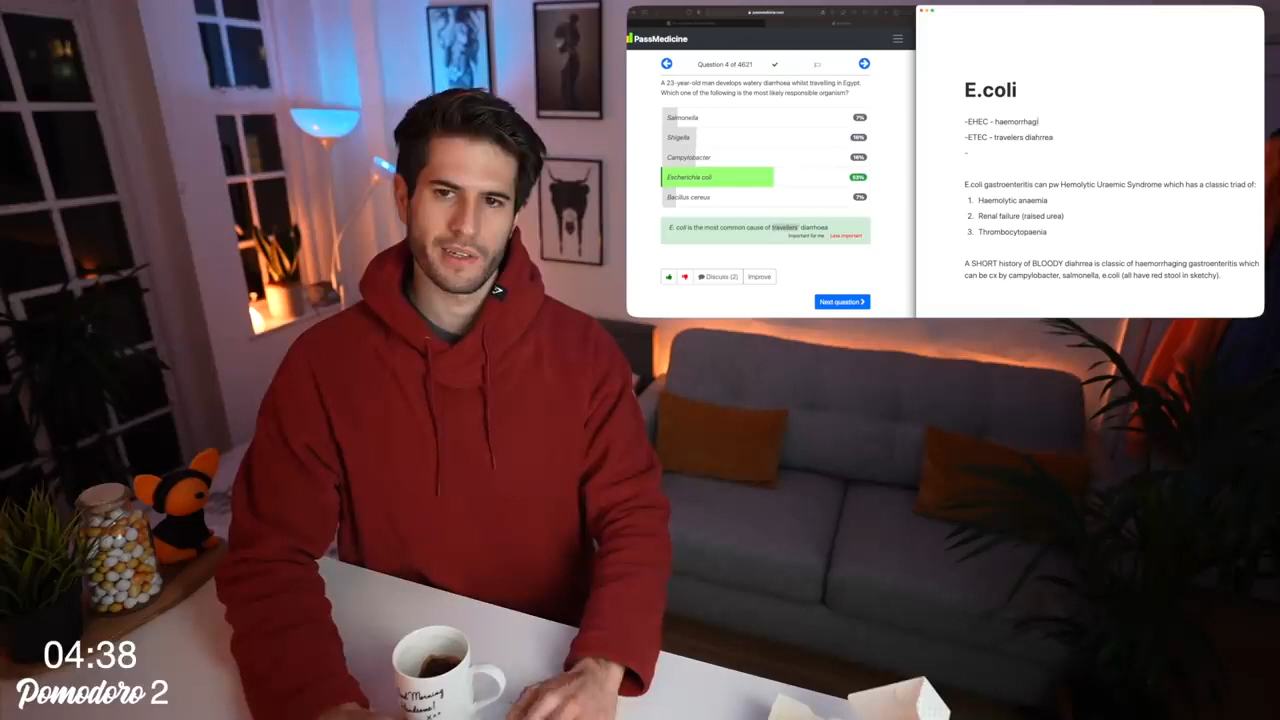 PassMedicine
Question 4 of 4621
A 23-year-old man develops watery diarrhoea whilst travelling in Egypt.
Which one of the following is the most likely responsible organism?
Salmonella 7%
Shigella 16%
Campylobacter 16%
Escherichia coli 53%
Bacillus cereus 7%
E. coli is the most common cause of travellers' diarrhoea
Important for me Less important
Discuss (2) Improve
Next question
E.coli
-EHEC - haemorrhagi
-ETEC - travelers diahrrea
-
E.coli gastroenteritis can pw Hemolytic Uraemic Syndrome which has a classic triad of:
1. Haemolytic anaemia
2. Renal failure (raised urea)
3. Thrombocytopaenia
A SHORT history of BLOODY diahrrea is classic of haemorrhaging gastroenteritis which
can be cx by campylobacter, salmonella, e.coli (all have red stool in sketchy).
Morning
04:38
Pomodoro 2